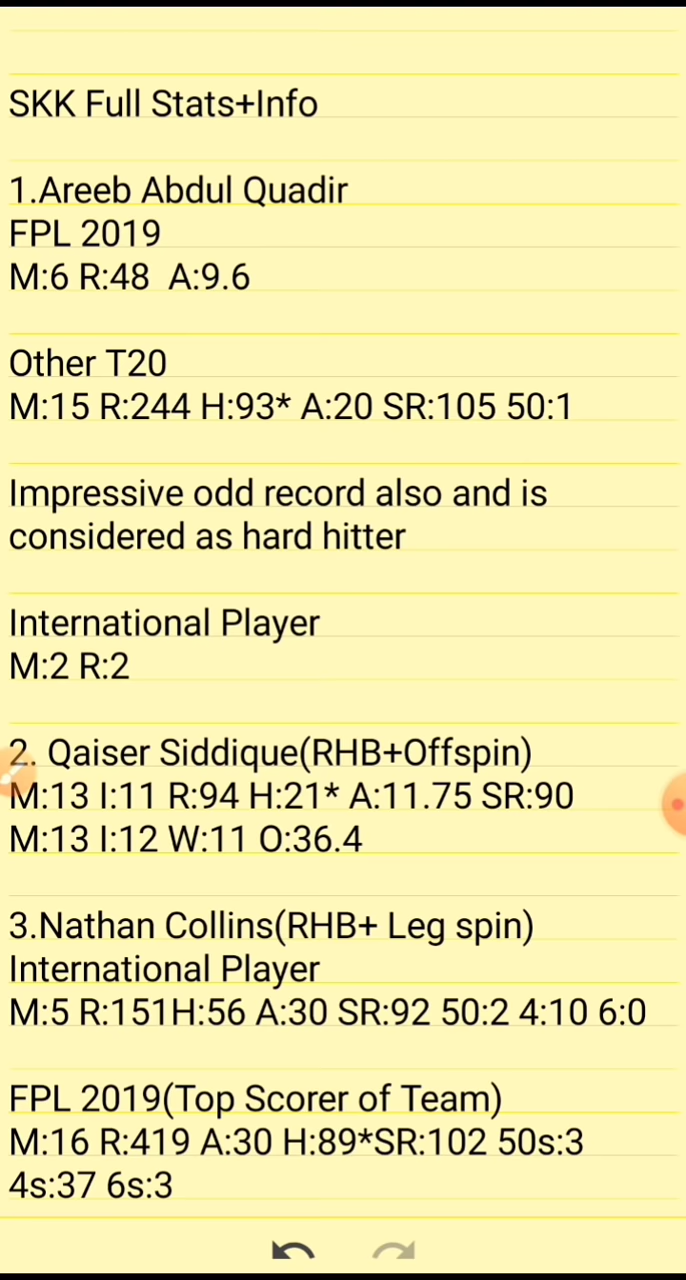 SKK Full Stats+Info
1.Areeb Abdul Quadir
FPL 2019
M:6 R:48  A:9.6
Other T20
M:15 R:244 H:93* A:20 SR:105 50:1
Impressive odd record also and is
considered as hard hitter
International Player
M:2 R:2
2. Qaiser Siddique(RHB+Offspin)
M:13 I:11 R:94 H:21* A:11.75 SR:90
M:13 I:12 W:11 O:36.4
3.Nathan Collins(RHB+ Leg spin)
International Player
M:5 R:151H:56 A:30 SR:92 50:2 4:10 6:0
FPL 2019(Top Scorer of Team)
M:16 R:419 A:30 H:89*SR:102 50s:3
4s:37 6s:3